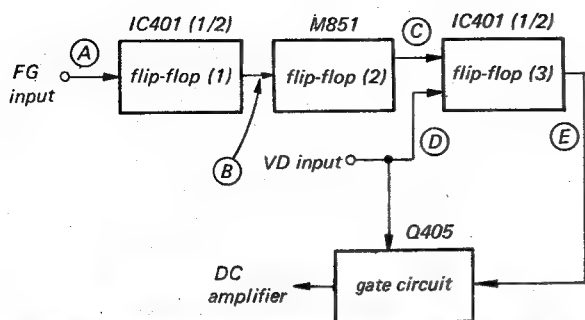 IC401 (1/2)
M851
IC401 (1/2)
A
C
FG
input
flip-flop (1)
flip-flop (2)
flip-flop (3)
B
VD input
D
E
Q405
DC
amplifier
gate circuit